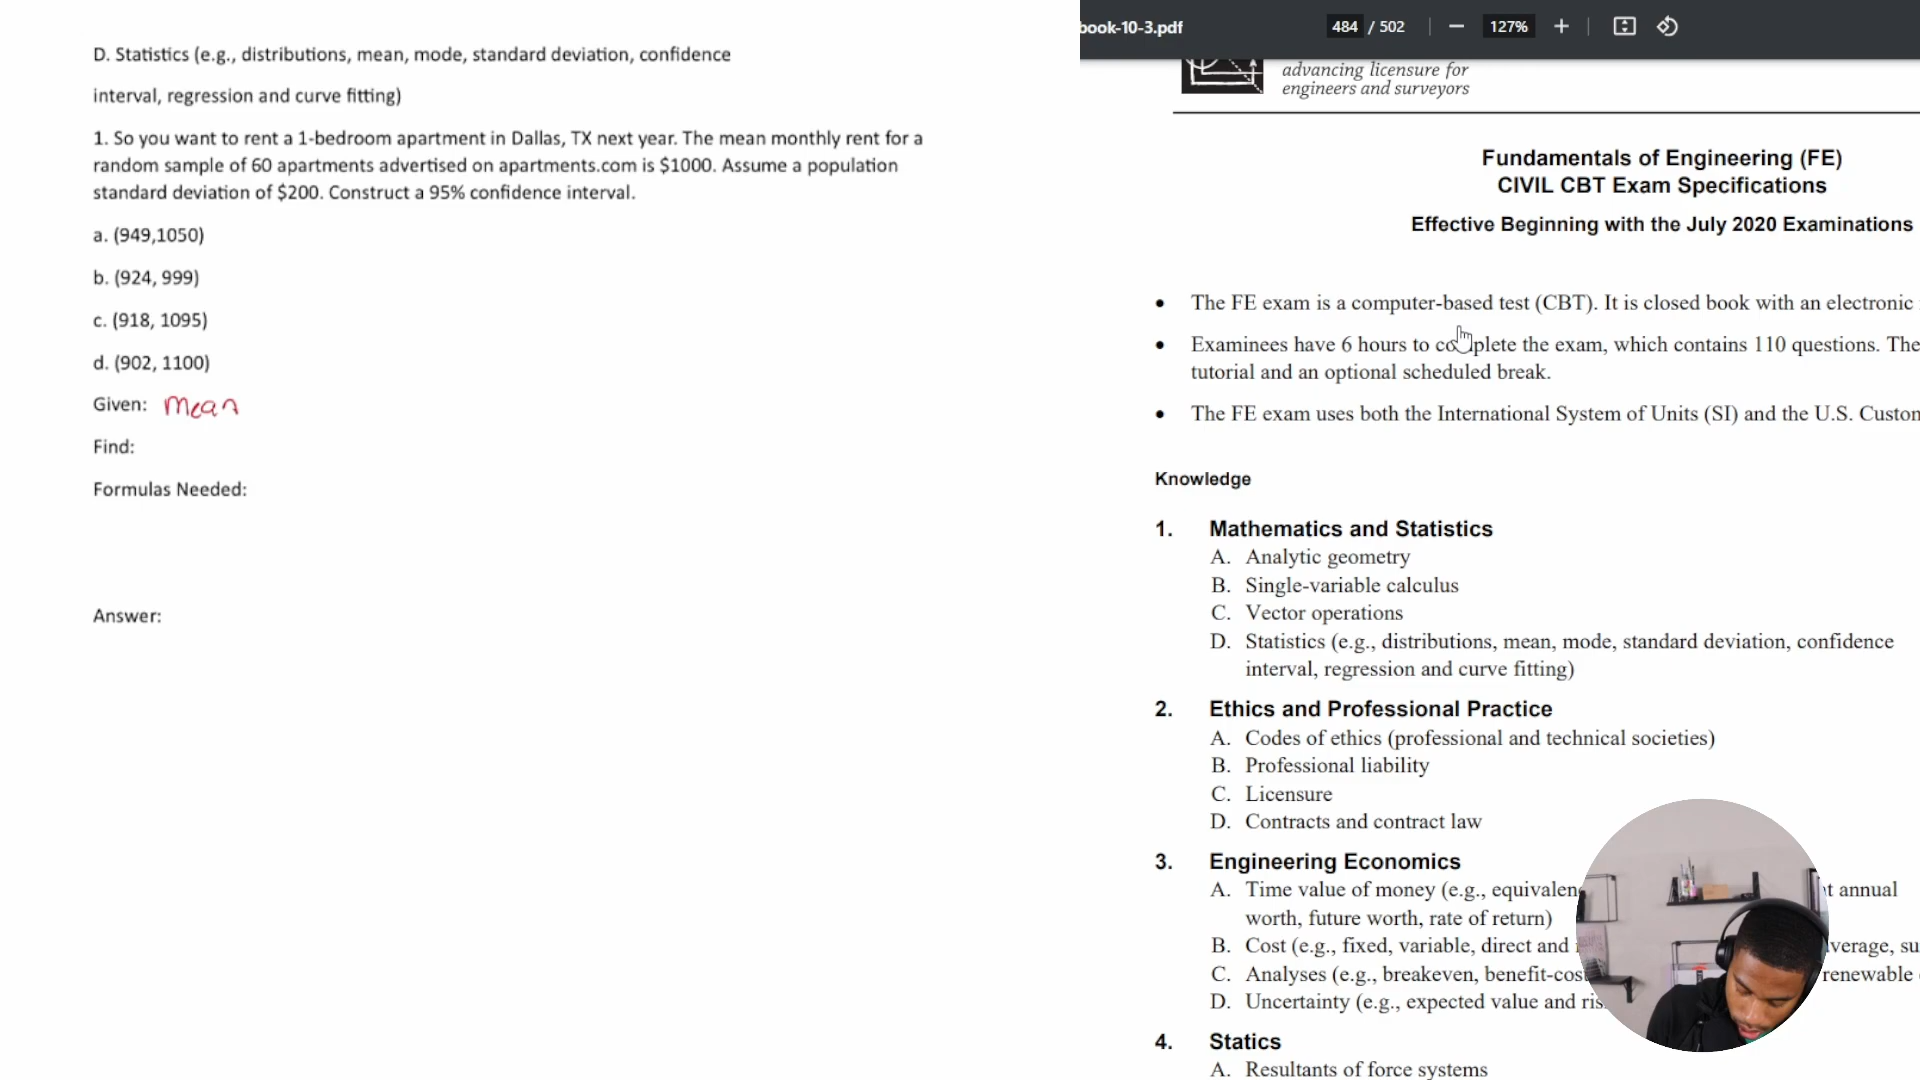 D. Statistics (e.g., distributions, mean, mode, standard deviation, confidence
interval, regression and curve fitting)
1. So you want to rent a 1-bedroom apartment in Dallas, TX next year. The mean monthly rent for a
random sample of 60 apartments advertised on apartments.com is $1000. Assume a population
standard deviation of $200. Construct a 95% confidence interval.
a. (949,1050)
b. (924, 999)
c. (918, 1095)
d. (902, 1100)
Given: mean
Find:
Formulas Needed:
Answer:
book-10-3.pdf
484 / 502
127%
advancing licensure for
engineers and surveyors
Fundamentals of Engineering (FE)
CIVIL CBT Exam Specifications
Effective Beginning with the July 2020 Examinations
• The FE exam is a computer-based test (CBT). It is closed book with an electronic
• Examinees have 6 hours to complete the exam, which contains 110 questions. The
tutorial and an optional scheduled break.
• The FE exam uses both the International System of Units (SI) and the U.S. Custom
Knowledge
1. Mathematics and Statistics
A. Analytic geometry
B. Single-variable calculus
C. Vector operations
D. Statistics (e.g., distributions, mean, mode, standard deviation, confidence
interval, regression and curve fitting)
2. Ethics and Professional Practice
A. Codes of ethics (professional and technical societies)
B. Professional liability
C. Licensure
D. Contracts and contract law
3. Engineering Economics
A. Time value of money (e.g., equivalen t annual
worth, future worth, rate of return)
B. Cost (e.g., fixed, variable, direct and verage, su
C. Analyses (e.g., breakeven, benefit-cost renewable
D. Uncertainty (e.g., expected value and ris
4. Statics
A. Resultants of force systems